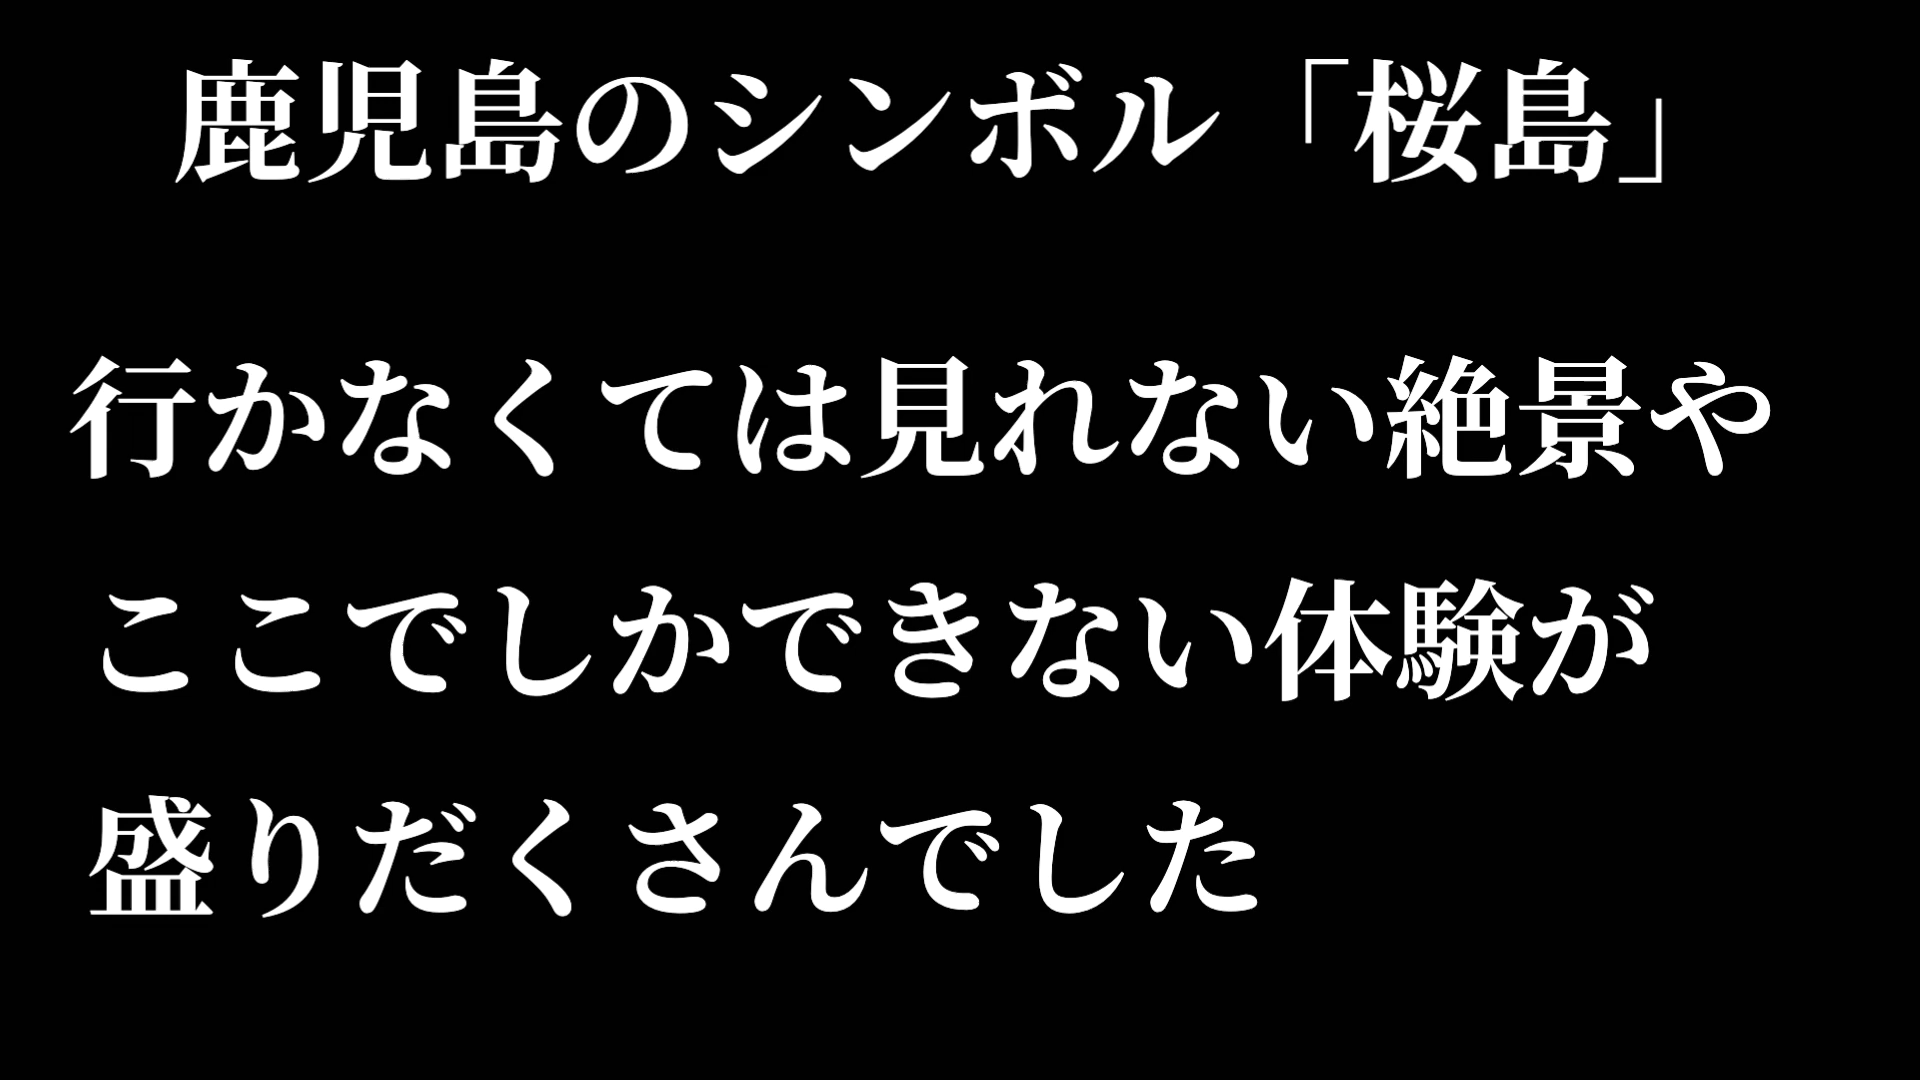 鹿児島のシンボル「桜島」
行かなくては見れない絶景や
ここでしかできない体験が
盛りだくさんでした